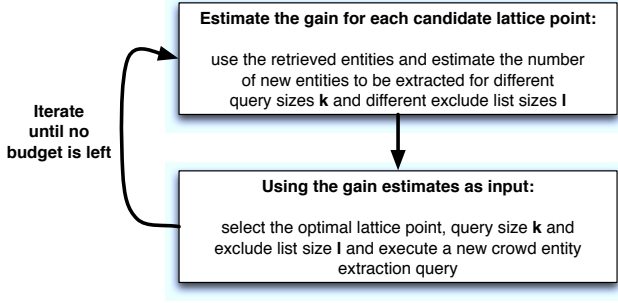 Estimate the gain for each candidate lattice point:
use the retrieved entities and estimate the number
of new entities to be extracted for different
query sizes k and different exclude list sizes l
Iterate
until no
budget is left
Using the gain estimates as input:
select the optimal lattice point, query size k and
exclude list size l and execute a new crowd entity
extraction query